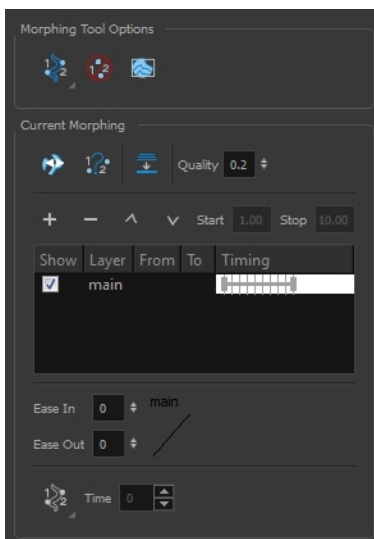 Morphing Tool Options
Current Morphing
Quality 0.2
Start 1.00 Stop 10.00
Show Layer From To Timing
main
Ease In 0 main
Ease Out 0
Time 0